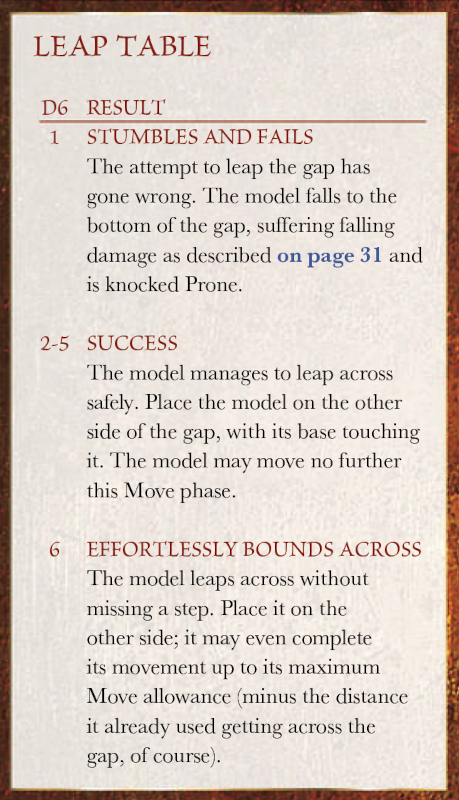 LEAP TABLE
D6 RESULT
1 STUMBLES AND FAILS
The attempt to leap the gap has
gone wrong. The model falls to the
bottom of the gap, suffering falling
damage as described on page 31 and
is knocked Prone.
2-5 SUCCESS
The model manages to leap across
safely. Place the model on the other
side of the gap, with its base touching
it. The model may move no further
this Move phase.
6 EFFORTLESSLY BOUNDS ACROSS
The model leaps across without
missing a step. Place it on the
other side; it may even complete
its movement up to its maximum
Move allowance (minus the distance
it already used getting across the
gap, of course).